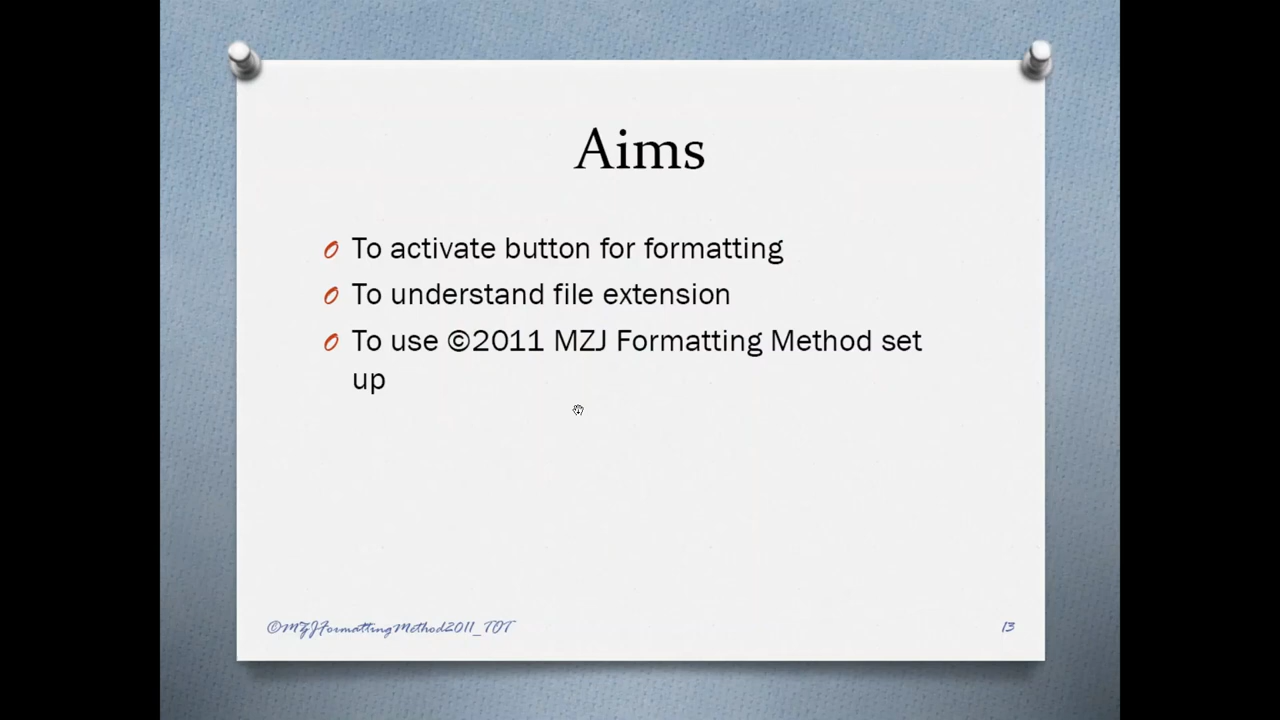 Aims
To activate button for formatting
To understand file extension
To use ©2011 MZJ Formatting Method set
up
©MZJFormattingMethod2011_TOT
13